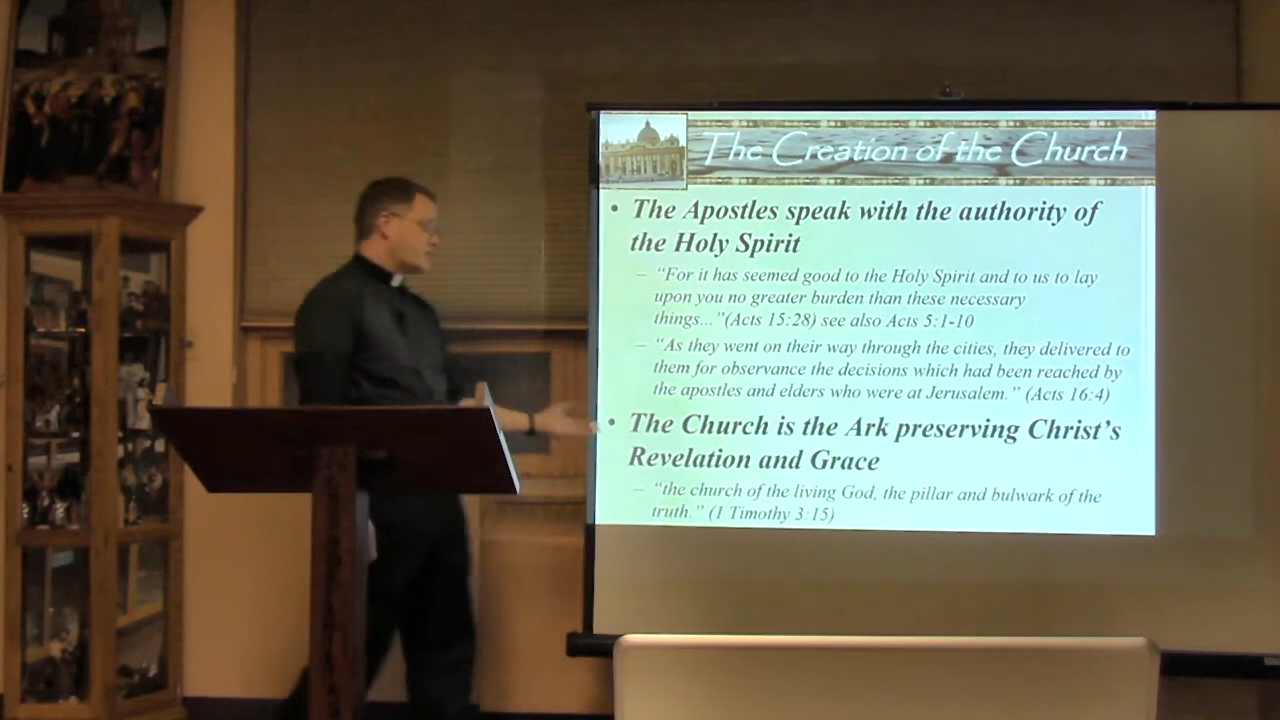 The Creation of the Church
• The Apostles speak with the authority of
the Holy Spirit
– “For it has seemed good to the Holy Spirit and to us to lay
upon you no greater burden than these necessary
things...”(Acts 15:28) see also Acts 5:1-10
– “As they went on their way through the cities, they delivered to
them for observance the decisions which had been reached by
the apostles and elders who were at Jerusalem.” (Acts 16:4)
• The Church is the Ark preserving Christ’s
Revelation and Grace
– “the church of the living God, the pillar and bulwark of the
truth.” (1 Timothy 3:15)